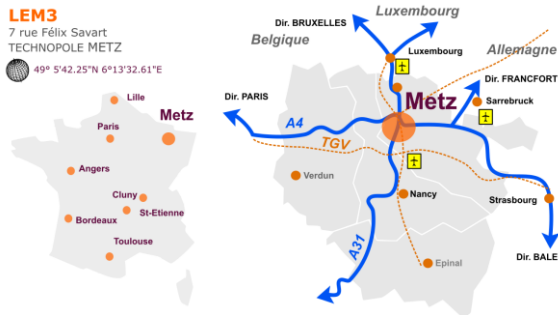 LEM3
7 rue Félix Savart
TECHNOPOLE METZ
49° 5'42.25"N 6°13'32.61"E
Lille
Metz
Paris
Angers
Cluny
St-Etienne
Bordeaux
Toulouse
Dir. BRUXELLES
Luxembourg
Belgique
Luxembourg
Allemagne
Dir. FRANCFORT
Dir. PARIS
Metz
Sarrebruck
A4
TGV
Verdun
Nancy
Strasbourg
A31
Epinal
Dir. BALE